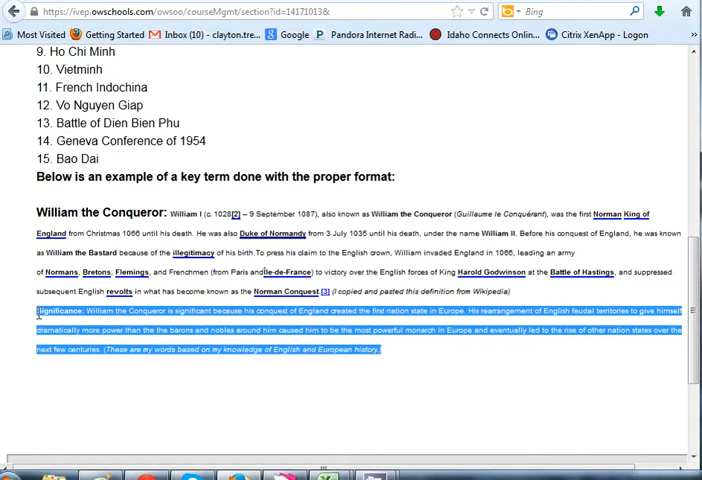 https://ivep.owschools.com/owsoo/courseMgmt/section?id=14171013&
Bing
Most Visited Getting Started Inbox (10) - clayton.tre... Google Pandora Internet Radi... Idaho Connects Onlin... Citrix XenApp - Logon
9. Ho Chi Minh
10. Vietminh
11. French Indochina
12. Vo Nguyen Giap
13. Battle of Dien Bien Phu
14. Geneva Conference of 1954
15. Bao Dai
Below is an example of a key term done with the proper format:
William the Conqueror: William I (c. 1028[2] – 9 September 1087), also known as William the Conqueror (Guillaume le Conquérant), was the first Norman King of
England from Christmas 1066 until his death. He was also Duke of Normandy from 3 July 1035 until his death, under the name William II. Before his conquest of England, he was known
as William the Bastard because of the illegitimacy of his birth.To press his claim to the English crown, William invaded England in 1066, leading an army
of Normans, Bretons, Flemings, and Frenchmen (from Paris and Île-de-France) to victory over the English forces of King Harold Godwinson at the Battle of Hastings, and suppressed
subsequent English revolts in what has become known as the Norman Conquest.[3] (I copied and pasted this definition from Wikipedia)
Significance: William the Conqueror is significant because his conquest of England created the first nation state in Europe. His rearrangement of English feudal territories to give himself
dramatically more power than the the barons and nobles around him caused him to be the most powerful monarch in Europe and eventually led to the rise of other nation states over the
next few centuries. (These are my words based on my knowledge of English and European history.)